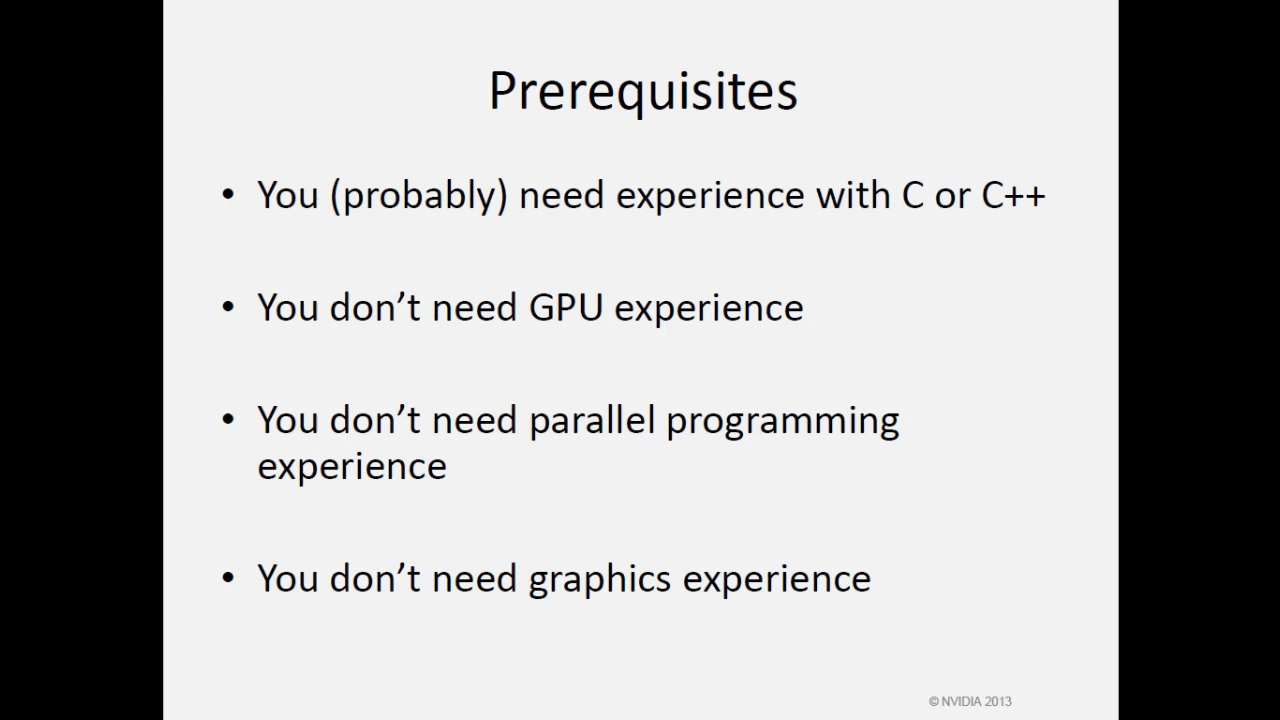 Prerequisites
• You (probably) need experience with C or C++
• You don’t need GPU experience
• You don’t need parallel programming
experience
• You don’t need graphics experience
© NVIDIA 2013